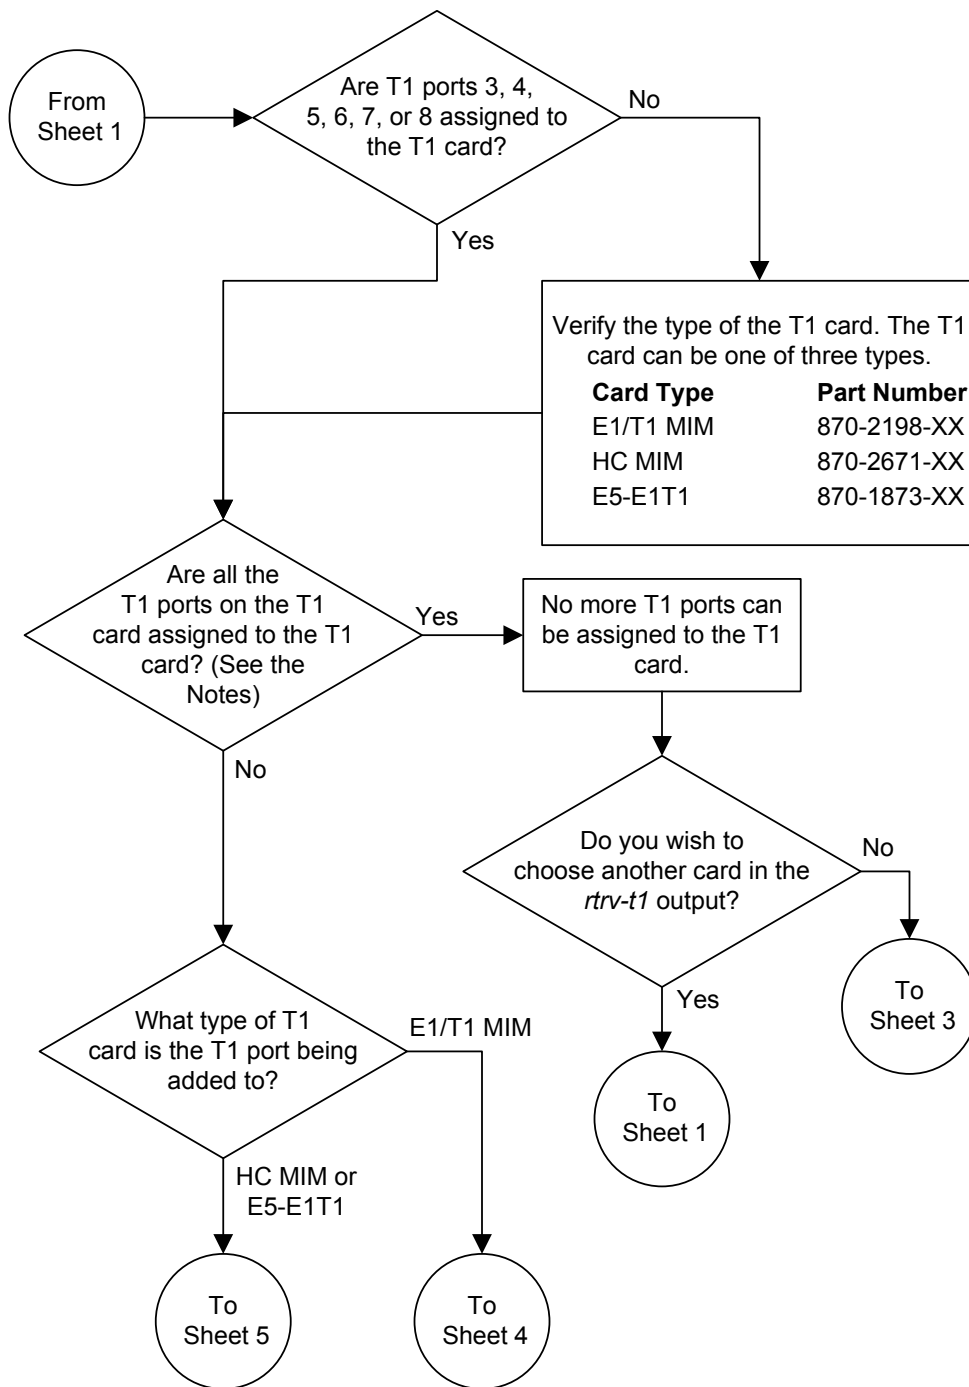 From
Sheet 1
Are T1 ports 3, 4,
5, 6, 7, or 8 assigned to
the T1 card?
No
Yes
Verify the type of the T1 card. The T1
card can be one of three types.
Card Type Part Number
E1/T1 MIM 870-2198-XX
HC MIM 870-2671-XX
E5-E1T1 870-1873-XX
Are all the
T1 ports on the T1
card assigned to the T1
card? (See the
Notes)
Yes
No more T1 ports can
be assigned to the T1
card.
No
Do you wish to
choose another card in the
rtrv-t1 output?
No
To
Sheet 3
Yes
To
Sheet 1
What type of T1
card is the T1 port being
added to?
E1/T1 MIM
HC MIM or
E5-E1T1
To
Sheet 5
To
Sheet 4